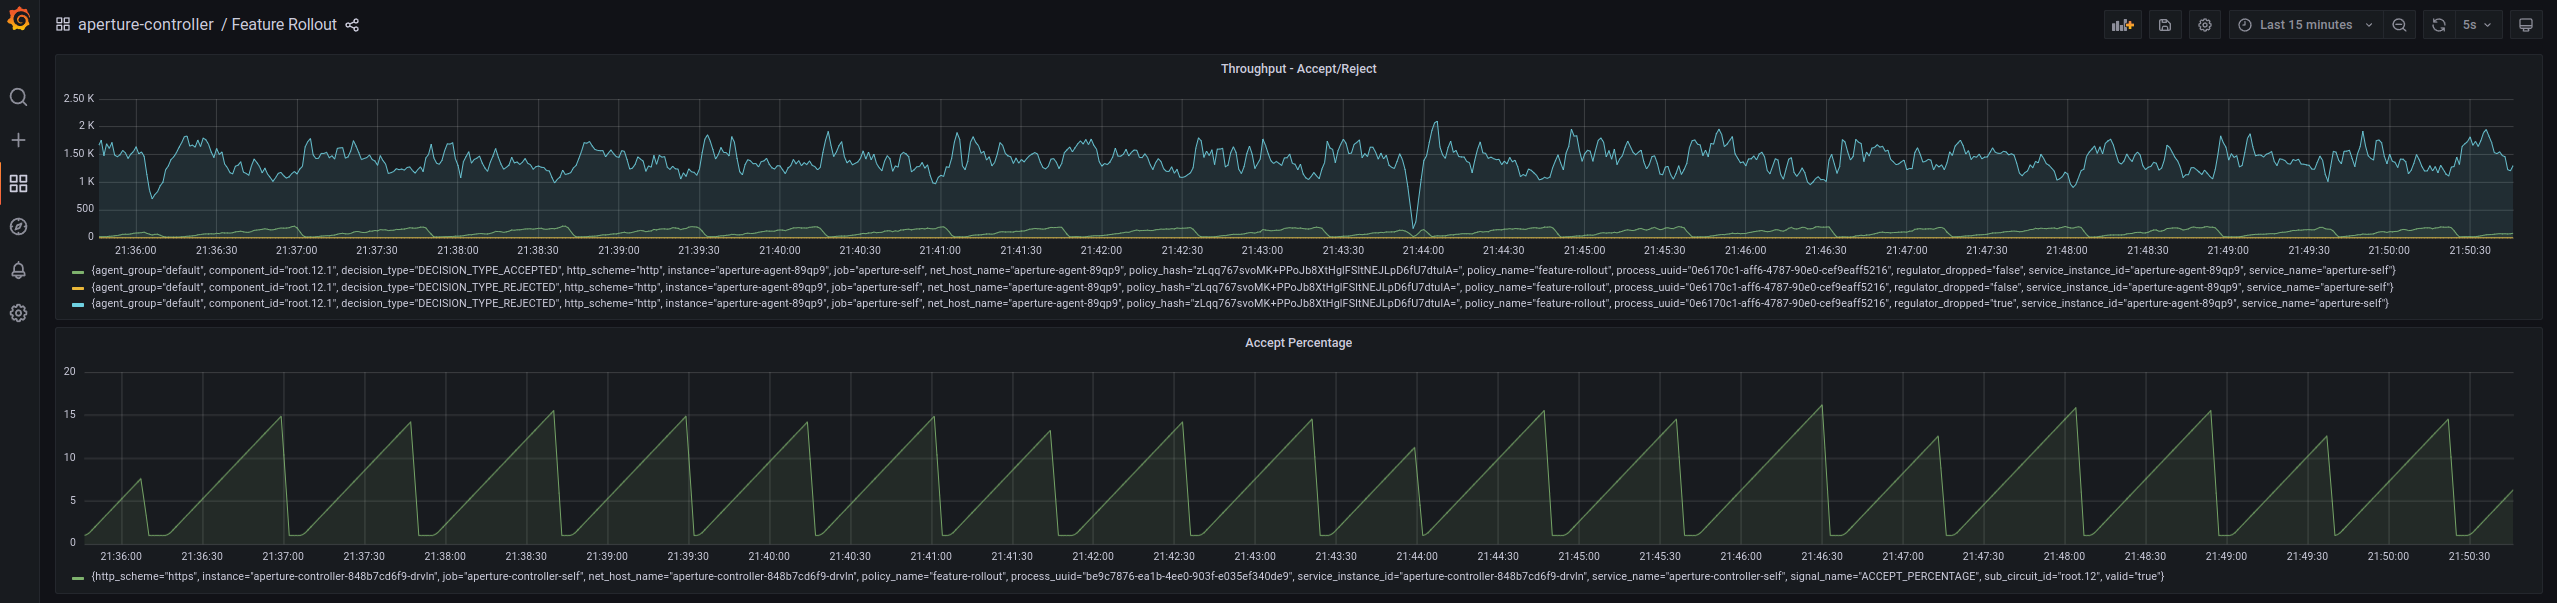 aperture-controller / Feature Rollout
Last 15 minutes
5s
Throughput - Accept/Reject
2.50 K
2 K
1.50 K
1 K
500
0
21:36:00 21:36:30 21:37:00 21:37:30 21:38:00 21:38:30 21:39:00 21:39:30 21:40:00 21:40:30 21:41:00 21:41:30 21:42:00 21:42:30 21:43:00 21:43:30 21:44:00 21:44:30 21:45:00 21:45:30 21:46:00 21:46:30 21:47:00 21:47:30 21:48:00 21:48:30 21:49:00 21:49:30 21:50:00 21:50:30
{agent_group="default", component_id="root.12.1", decision_type="DECISION_TYPE_ACCEPTED", http_scheme="http", instance="aperture-agent-89qp9", job="aperture-self", net_host_name="aperture-agent-89qp9", policy_hash="zLqq767svoMK+PPoJb8XtHgIFSltNEJLpD6fU7dtuIA=", policy_name="feature-rollout", process_uuid="0e6170c1-aff6-4787-90e0-cef9eaff5216", regulator_dropped="false", service_instance_id="aperture-agent-89qp9", service_name="aperture-self"}
{agent_group="default", component_id="root.12.1", decision_type="DECISION_TYPE_REJECTED", http_scheme="http", instance="aperture-agent-89qp9", job="aperture-self", net_host_name="aperture-agent-89qp9", policy_hash="zLqq767svoMK+PPoJb8XtHgIFSltNEJLpD6fU7dtuIA=", policy_name="feature-rollout", process_uuid="0e6170c1-aff6-4787-90e0-cef9eaff5216", regulator_dropped="false", service_instance_id="aperture-agent-89qp9", service_name="aperture-self"}
{agent_group="default", component_id="root.12.1", decision_type="DECISION_TYPE_REJECTED", http_scheme="http", instance="aperture-agent-89qp9", job="aperture-self", net_host_name="aperture-agent-89qp9", policy_hash="zLqq767svoMK+PPoJb8XtHgIFSltNEJLpD6fU7dtuIA=", policy_name="feature-rollout", process_uuid="0e6170c1-aff6-4787-90e0-cef9eaff5216", regulator_dropped="true", service_instance_id="aperture-agent-89qp9", service_name="aperture-self"}
Accept Percentage
20
15
10
5
0
21:36:00 21:36:30 21:37:00 21:37:30 21:38:00 21:38:30 21:39:00 21:39:30 21:40:00 21:40:30 21:41:00 21:41:30 21:42:00 21:42:30 21:43:00 21:43:30 21:44:00 21:44:30 21:45:00 21:45:30 21:46:00 21:46:30 21:47:00 21:47:30 21:48:00 21:48:30 21:49:00 21:49:30 21:50:00 21:50:30
{http_scheme="https", instance="aperture-controller-848b7cd6f9-drvln", job="aperture-controller-self", net_host_name="aperture-controller-848b7cd6f9-drvln", policy_name="feature-rollout", process_uuid="be9c7876-ea1b-4ee0-903f-e035ef340de9", service_instance_id="aperture-controller-848b7cd6f9-drvln", service_name="aperture-controller-self", signal_name="ACCEPT_PERCENTAGE", sub_circuit_id="root.12", valid="true"}